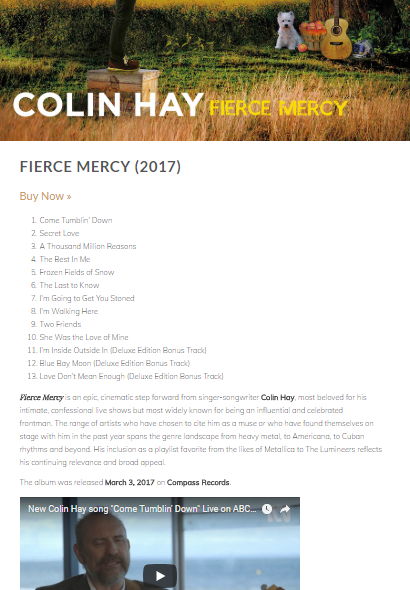 COLIN HAY FIERCE MERCY
FIERCE MERCY (2017)
Buy Now »
1. Come Tumblin' Down
2. Secret Love
3. A Thousand Million Reasons
4. The Best In Me
5. Frozen Fields of Snow
6. The Last to Know
7. I'm Going to Get You Stoned
8. I'm Walking Here
9. Two Friends
10. She Was the Love of Mine
11. I'm Inside Outside In (Deluxe Edition Bonus Track)
12. Blue Bay Moon (Deluxe Edition Bonus Track)
13. Love Don't Mean Enough (Deluxe Edition Bonus Track)
Fierce Mercy is an epic, cinematic step forward from singer-songwriter Colin Hay, most beloved for his
intimate, confessional live shows but most widely known for being an influential and celebrated
frontman. The range of artists who have chosen to cite him as a muse or who have found themselves on
stage with him in the past year spans the genre landscape from heavy metal, to Americana, to Cuban
rhythms and beyond. His inclusion as a playlist favorite from the likes of Metallica to The Lumineers reflects
his continuing relevance and broad appeal.
The album was released March 3, 2017 on Compass Records.
New Colin Hay song "Come Tumblin' Down" Live on ABC...